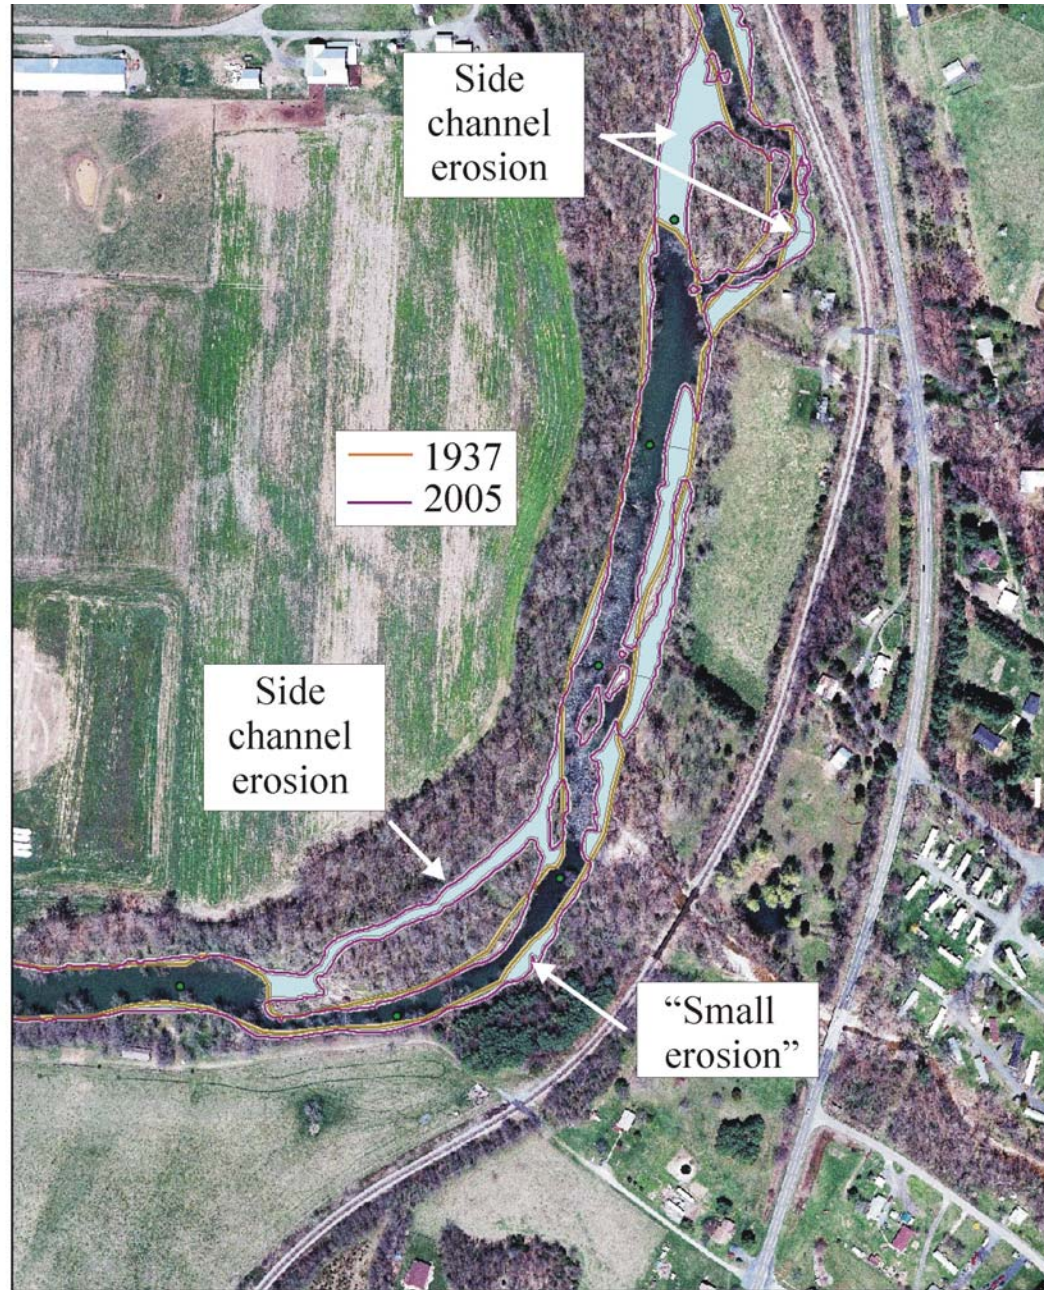 Side
channel
erosion
1937
2005
Side
channel
erosion
“Small
erosion”